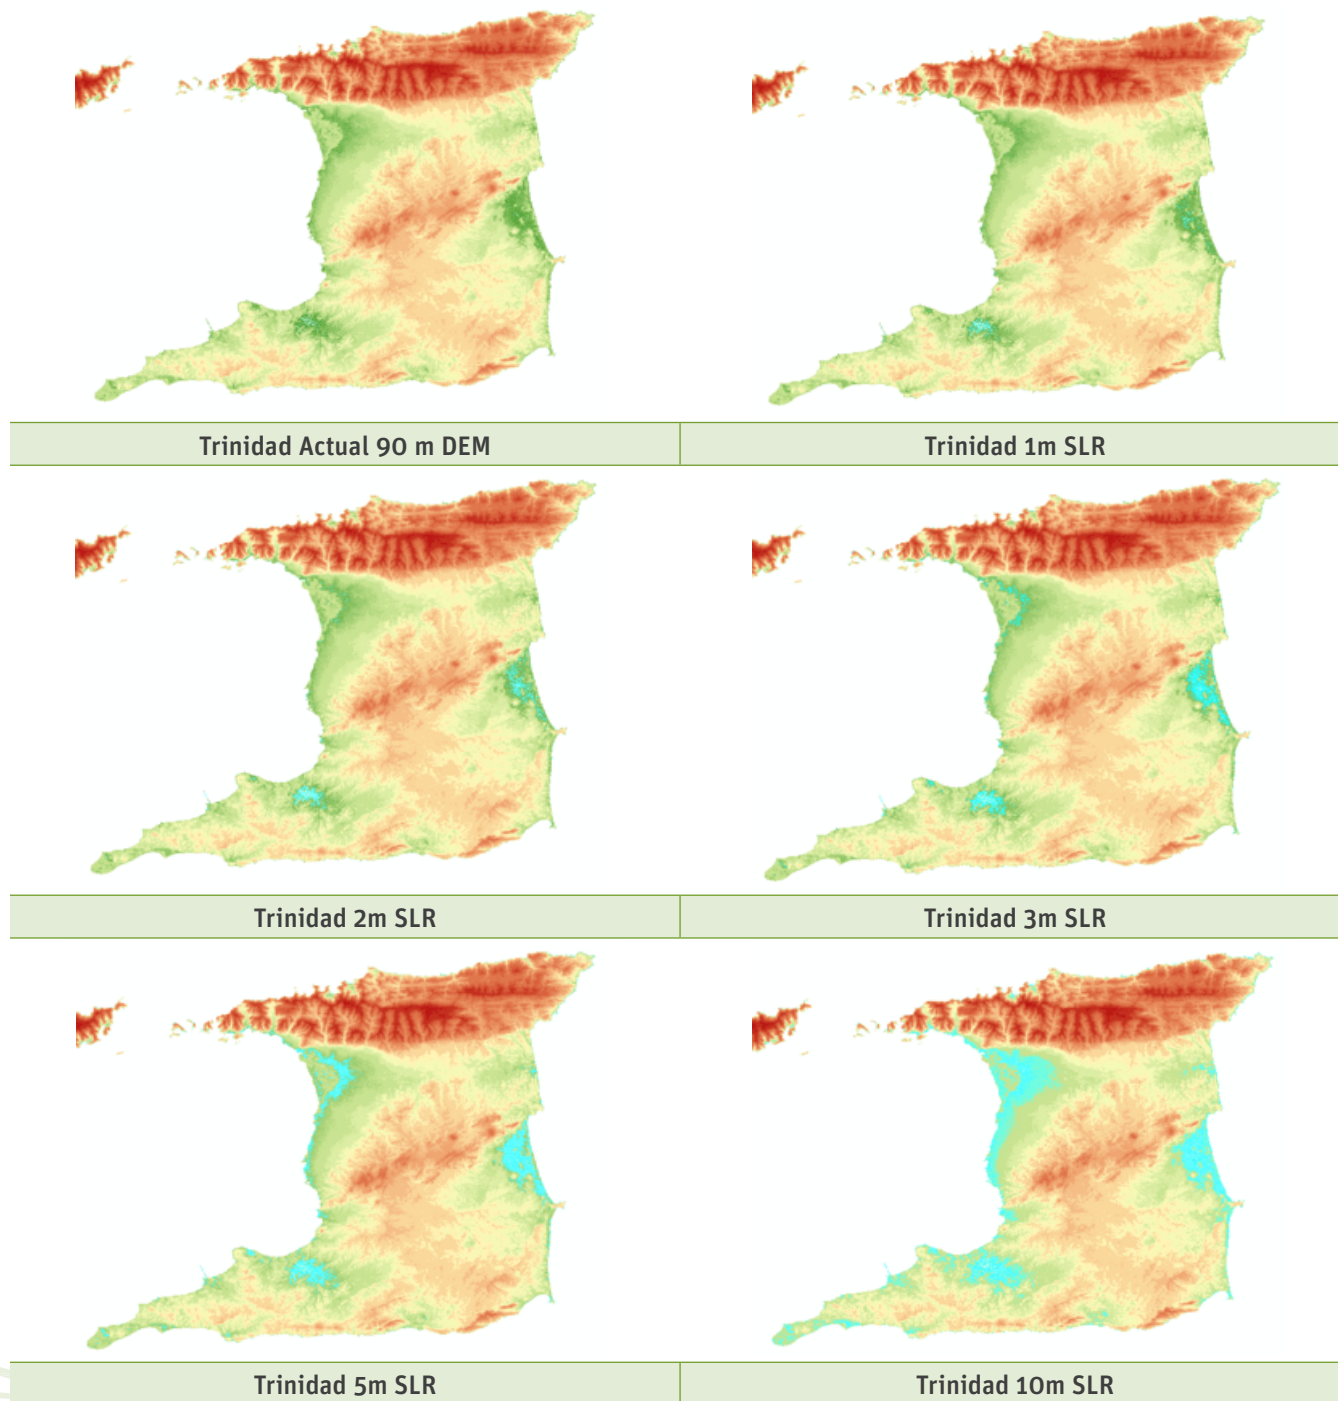 Trinidad Actual 90 m DEM
Trinidad 1m SLR
Trinidad 2m SLR
Trinidad 3m SLR
Trinidad 5m SLR
Trinidad 10m SLR